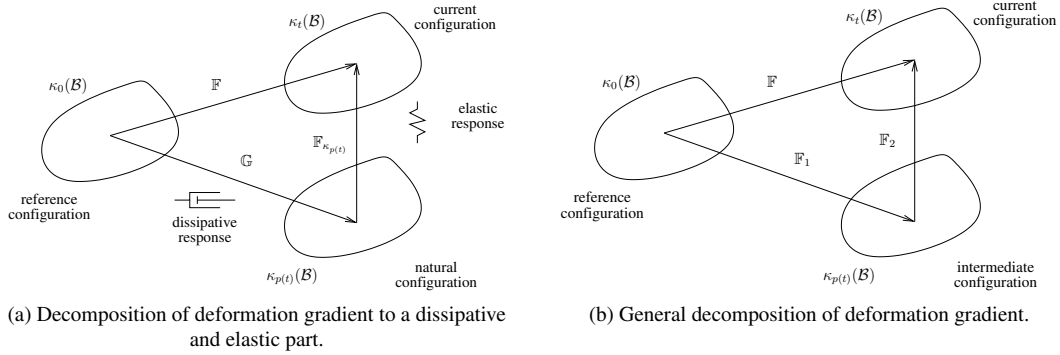 current
configuration
κt(B)
κ0(B)
𝔽
elastic
response
𝔽κp(t)
𝔾
reference
configuration
dissipative
response
κp(t)(B)
natural
configuration
(a) Decomposition of deformation gradient to a dissipative
and elastic part.
current
configuration
κt(B)
κ0(B)
𝔽
𝔽2
𝔽1
reference
configuration
κp(t)(B)
intermediate
configuration
(b) General decomposition of deformation gradient.